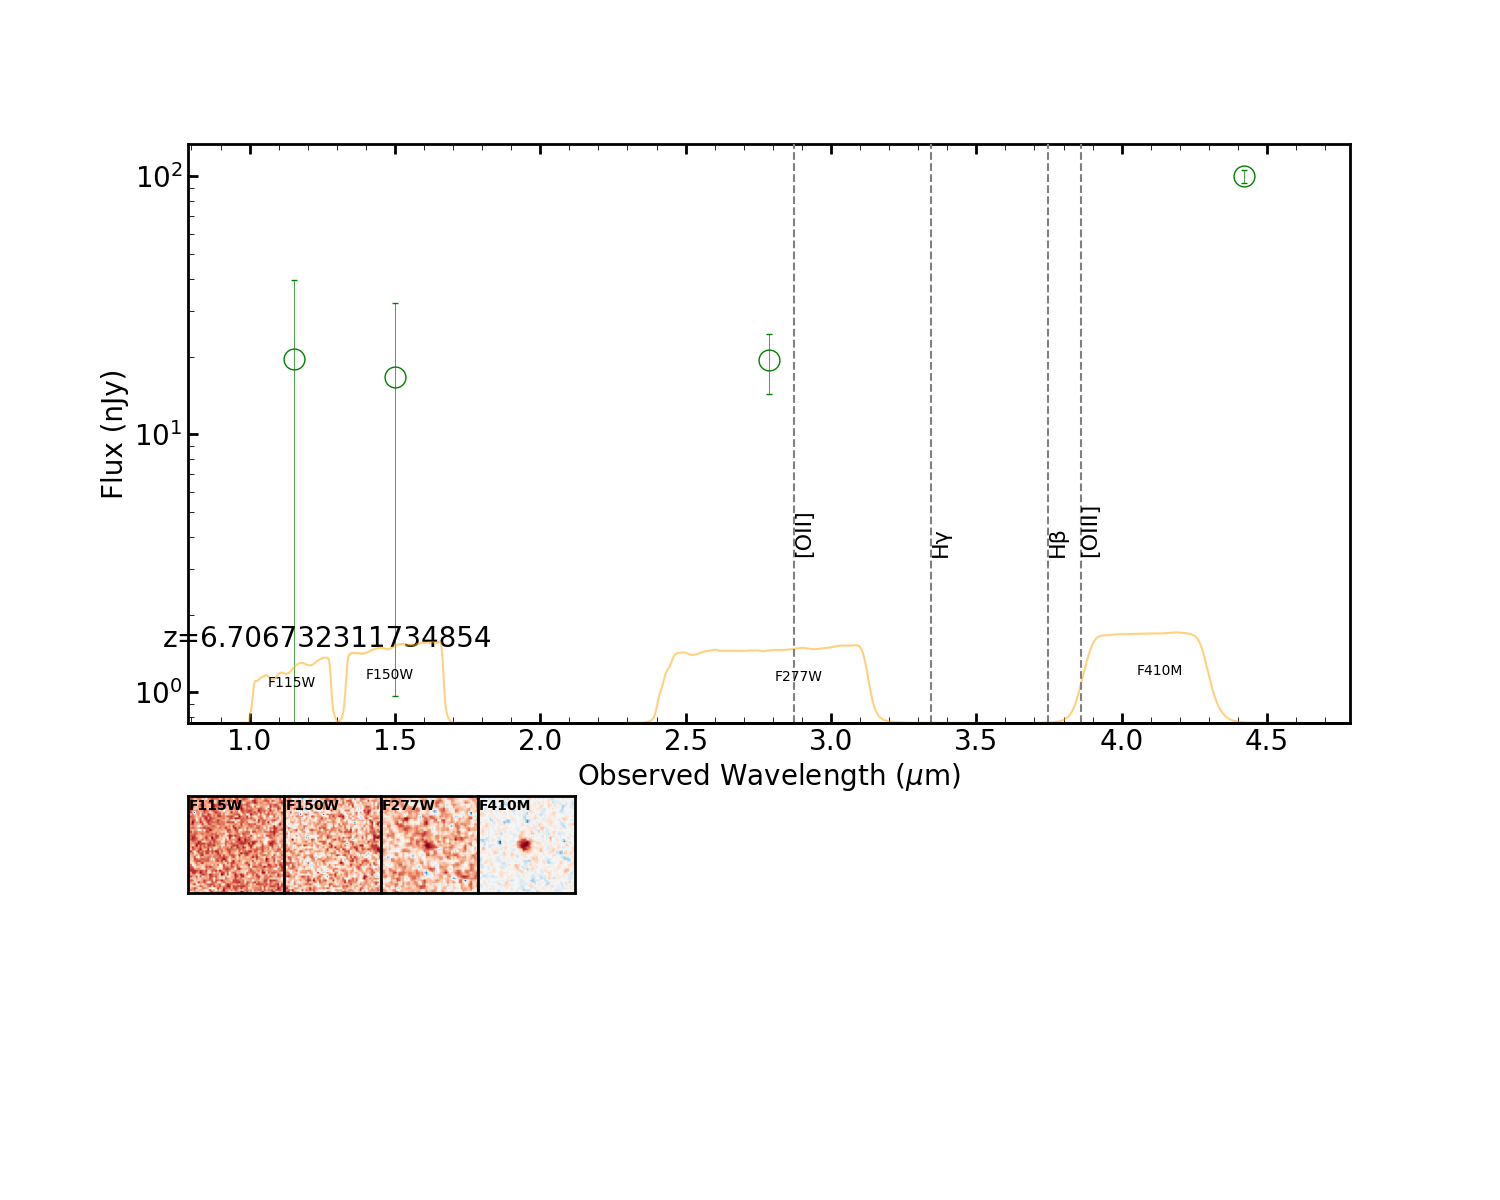 10²
10¹
10⁰
Flux (nJy)
[OII]
Hγ
Hβ
[OIII]
z=6.706732311734854
F115W
F150W
F277W
F410M
1.0 1.5 2.0 2.5 3.0 3.5 4.0 4.5
Observed Wavelength (μm)
F115W F150W F277W F410M